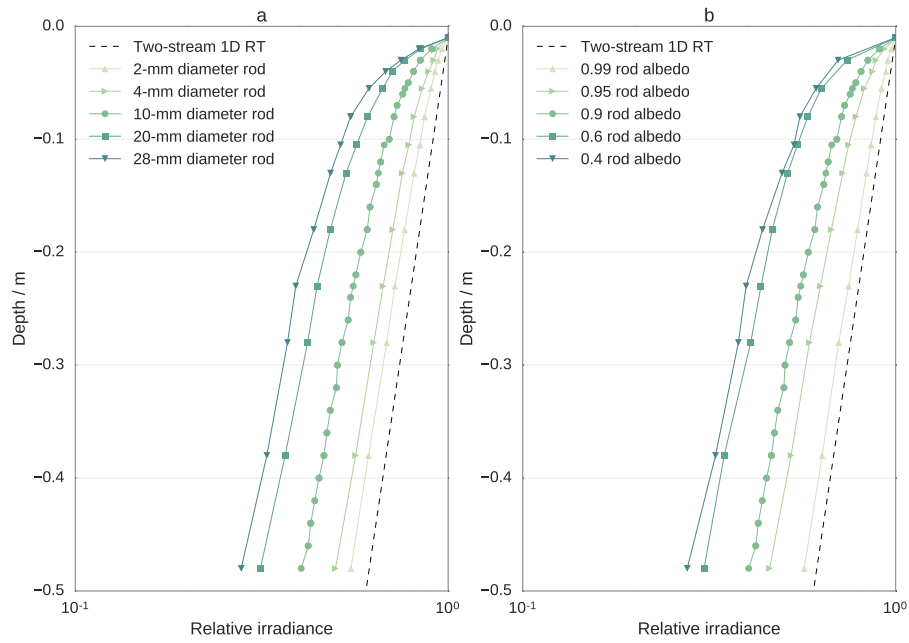 a
0.0
−0.1
−0.2
−0.3
−0.4
−0.5
Depth / m
Two-stream 1D RT
2-mm diameter rod
4-mm diameter rod
10-mm diameter rod
20-mm diameter rod
28-mm diameter rod
10⁻¹
10⁰
Relative irradiance
b
0.0
−0.1
−0.2
−0.3
−0.4
−0.5
Depth / m
Two-stream 1D RT
0.99 rod albedo
0.95 rod albedo
0.9 rod albedo
0.6 rod albedo
0.4 rod albedo
10⁻¹
10⁰
Relative irradiance